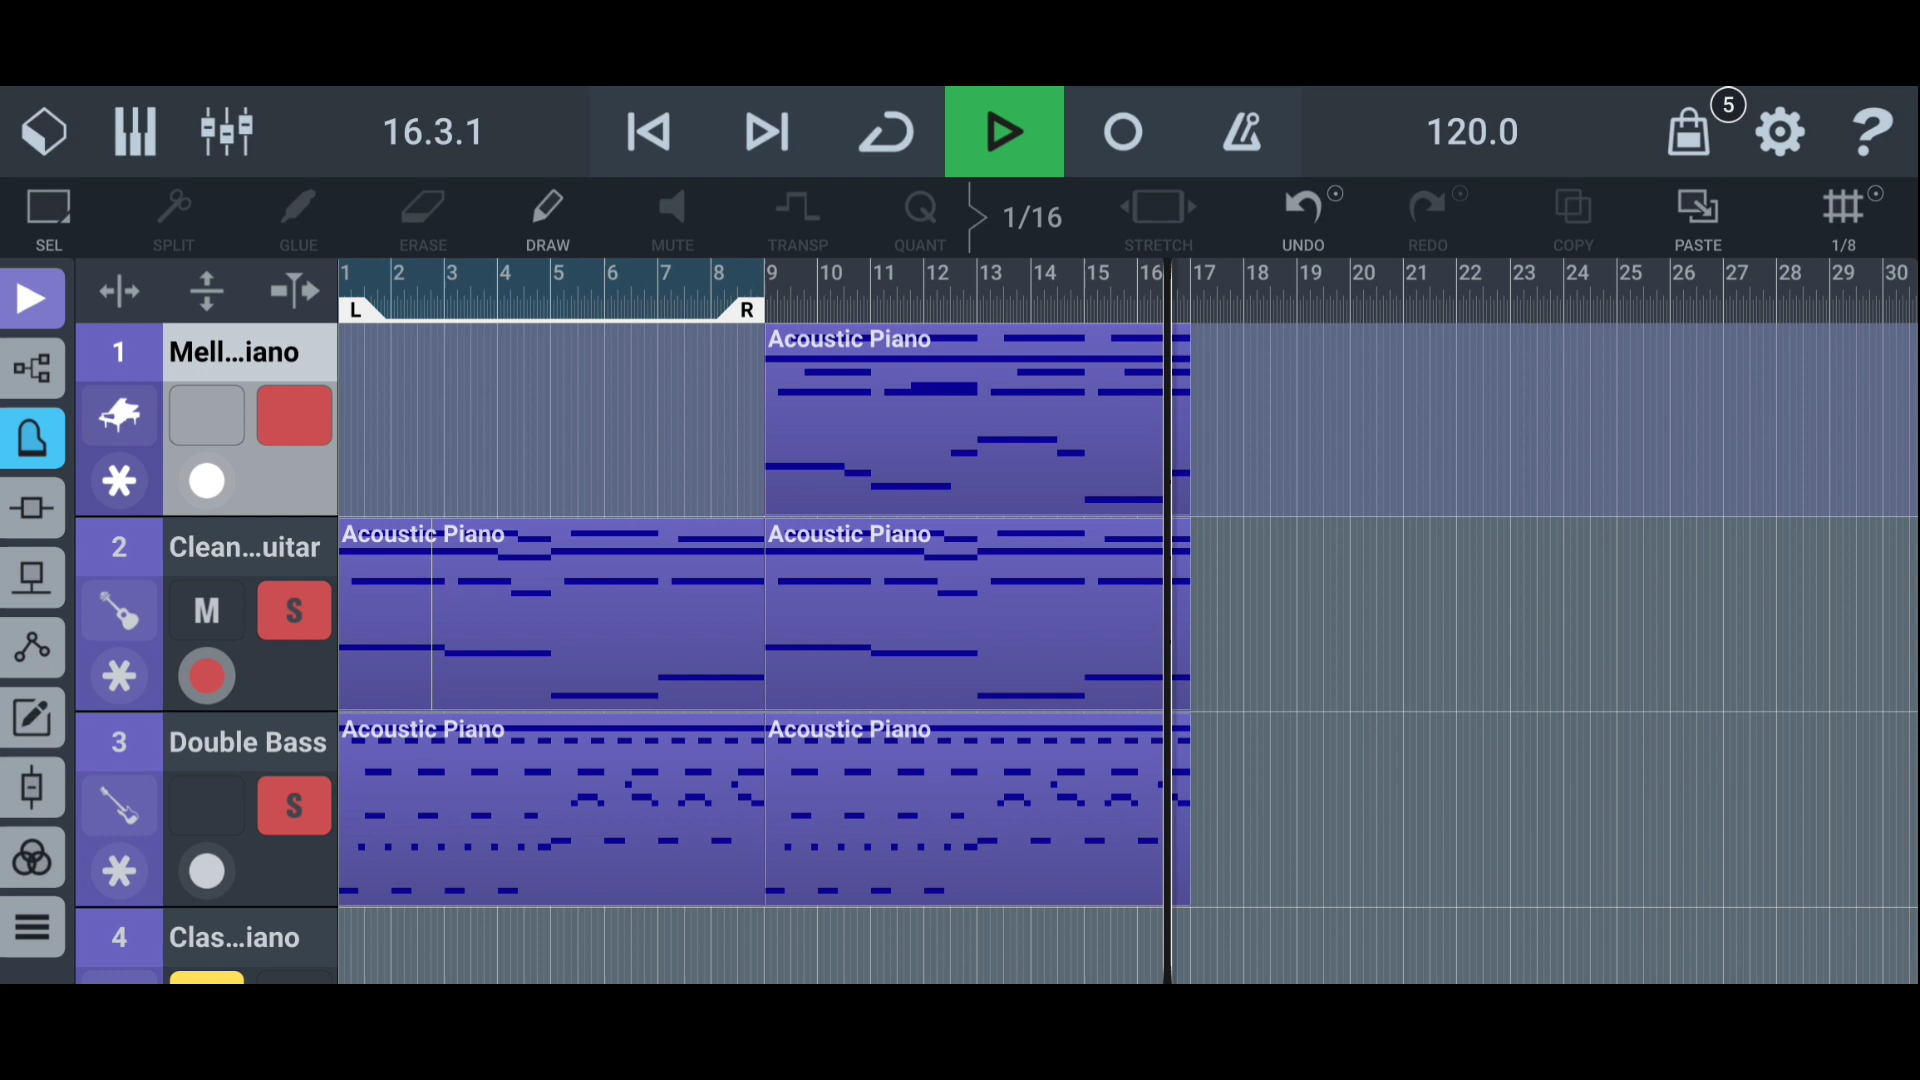 16.3.1
120.0
5
SEL SPLIT GLUE ERASE DRAW MUTE TRANSP QUANT 1/16 STRETCH UNDO REDO COPY PASTE 1/8
1 2 3 4 5 6 7 8 9 10 11 12 13 14 15 16 17 18 19 20 21 22 23 24 25 26 27 28 29 30
L R
1 Mell...iano
Acoustic Piano
2 Clean...uitar
Acoustic Piano Acoustic Piano
M S
3 Double Bass
Acoustic Piano Acoustic Piano
S
4 Clas...iano